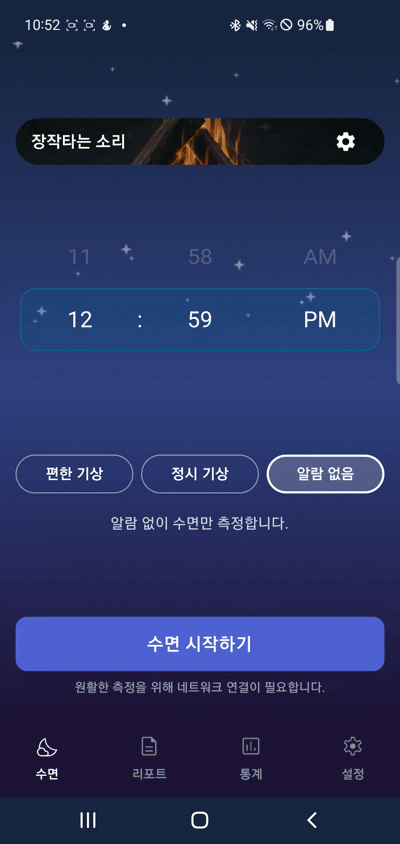 10:52 96%
장작타는 소리
11 58 AM
12 : 59 PM
편한 기상 정시 기상 알람 없음
알람 없이 수면만 측정합니다.
수면 시작하기
원활한 측정을 위해 네트워크 연결이 필요합니다.
수면 리포트 통계 설정